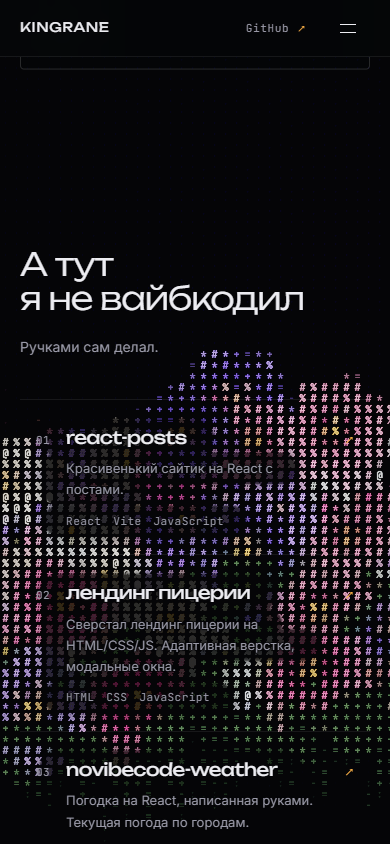 KINGRANE
GitHub ↗
А тут
я не вайбкодил
Ручками сам делал.
01 react-posts
Красивенький сайтик на React с
постами.
React Vite JavaScript
02 лендинг пицерии
Сверстал лендинг пицерии на
HTML/CSS/JS. Адаптивная верстка,
модальные окна.
HTML CSS JavaScript
03 novibecode-weather ↗
Погодка на React, написанная руками.
Текущая погода по городам.